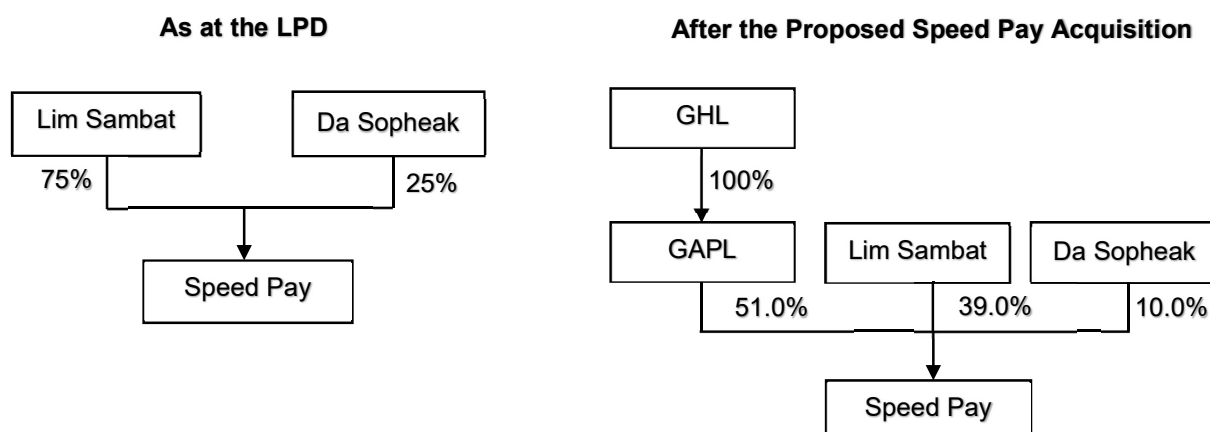 As at the LPD
Lim Sambat
Da Sopheak
75%
25%
Speed Pay
After the Proposed Speed Pay Acquisition
GHL
100%
GAPL
Lim Sambat
Da Sopheak
51.0%
39.0%
10.0%
Speed Pay